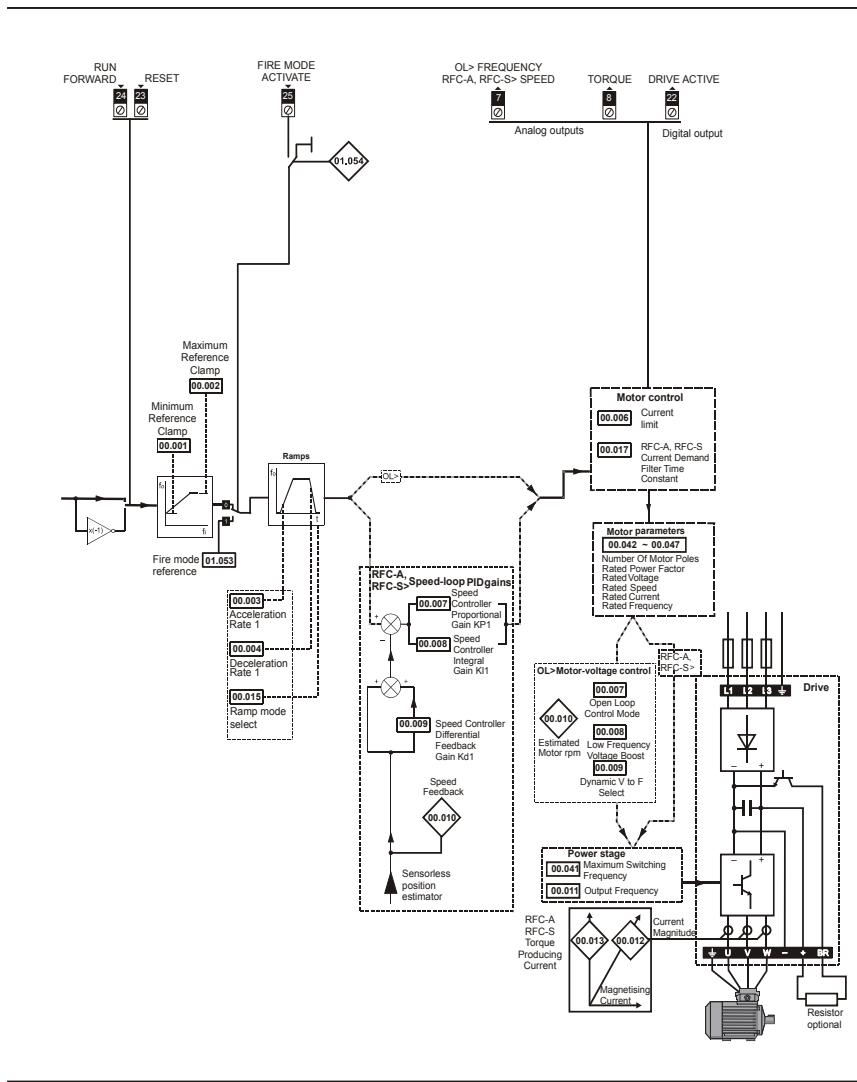 RUN
FORWARD
RESET
24
23
FIRE MODE
ACTIVATE
25
OL> FREQUENCY
RFC-A, RFC-S> SPEED
TORQUE
DRIVE ACTIVE
7
8
22
Analog outputs
Digital output
01.054
Maximum
Reference
Clamp
00.002
Minimum
Reference
Clamp
00.001
Ramps
OL>
x(-1)
Fire mode
reference
01.053
Motor control
00.006
Current
limit
00.017
RFC-A, RFC-S
Current Demand
Filter Time
Constant
Motor parameters
00.042 ~ 00.047
Number Of Motor Poles
Rated Power Factor
Rated Voltage
Rated Speed
Rated Current
Rated Frequency
00.003
Acceleration
Rate 1
00.004
Deceleration
Rate 1
00.015
Ramp mode
select
RFC-A,
RFC-S>
Speed-loop PID gains
00.007
Speed
Controller
Proportional
Gain KP1
00.008
Speed
Controller
Integral
Gain KI1
00.009
Speed Controller
Differential
Feedback
Gain Kd1
Speed
Feedback
00.010
Sensorless
position
estimator
RFC-A,
RFC-S>
OL>Motor-voltage control
00.007
Open Loop
Control Mode
00.010
Estimated
Motor rpm
00.008
Low Frequency
Voltage Boost
00.009
Dynamic V to F
Select
Drive
L1 L2 L3
– +
Power stage
00.041
Maximum Switching
Frequency
00.011
Output Frequency
– +
RFC-A
RFC-S
Torque
Producing
Current
00.013
00.012
Current
Magnitude
Magnetising
Current
U V W – + BR
Resistor
optional